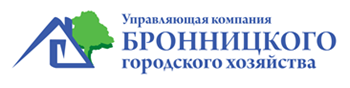 Управляющая компания
БРОННИЦКОГО
городского хозяйства